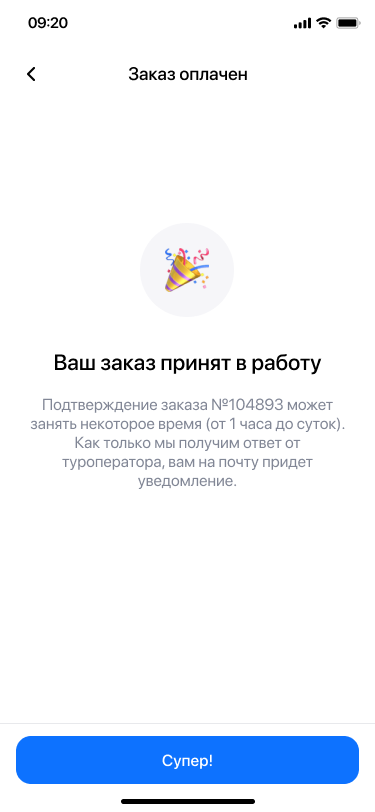 09:20
Заказ оплачен
Ваш заказ принят в работу
Подтверждение заказа №104893 может
занять некоторое время (от 1 часа до суток).
Как только мы получим ответ от
туроператора, вам на почту придет
уведомление.
Супер!